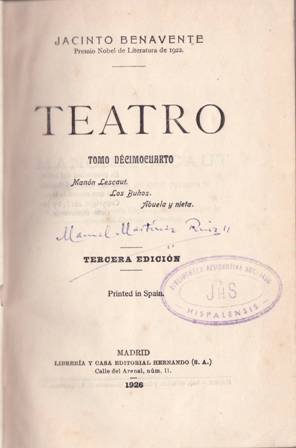 JACINTO BENAVENTE
Premio Nobel de Literatura de 1922.
TEATRO
TOMO DÉCIMOCUARTO
Manón Lescaut.
Los Buhos.
Abuela y nieta.
Manuel Martínez Ruiz
TERCERA EDICIÓN
Printed in Spain.
JHS
HISPALENSIS
MADRID
LIBRERÍA Y CASA EDITORIAL HERNANDO (S. A.)
Calle del Arenal, núm. 11.
1926